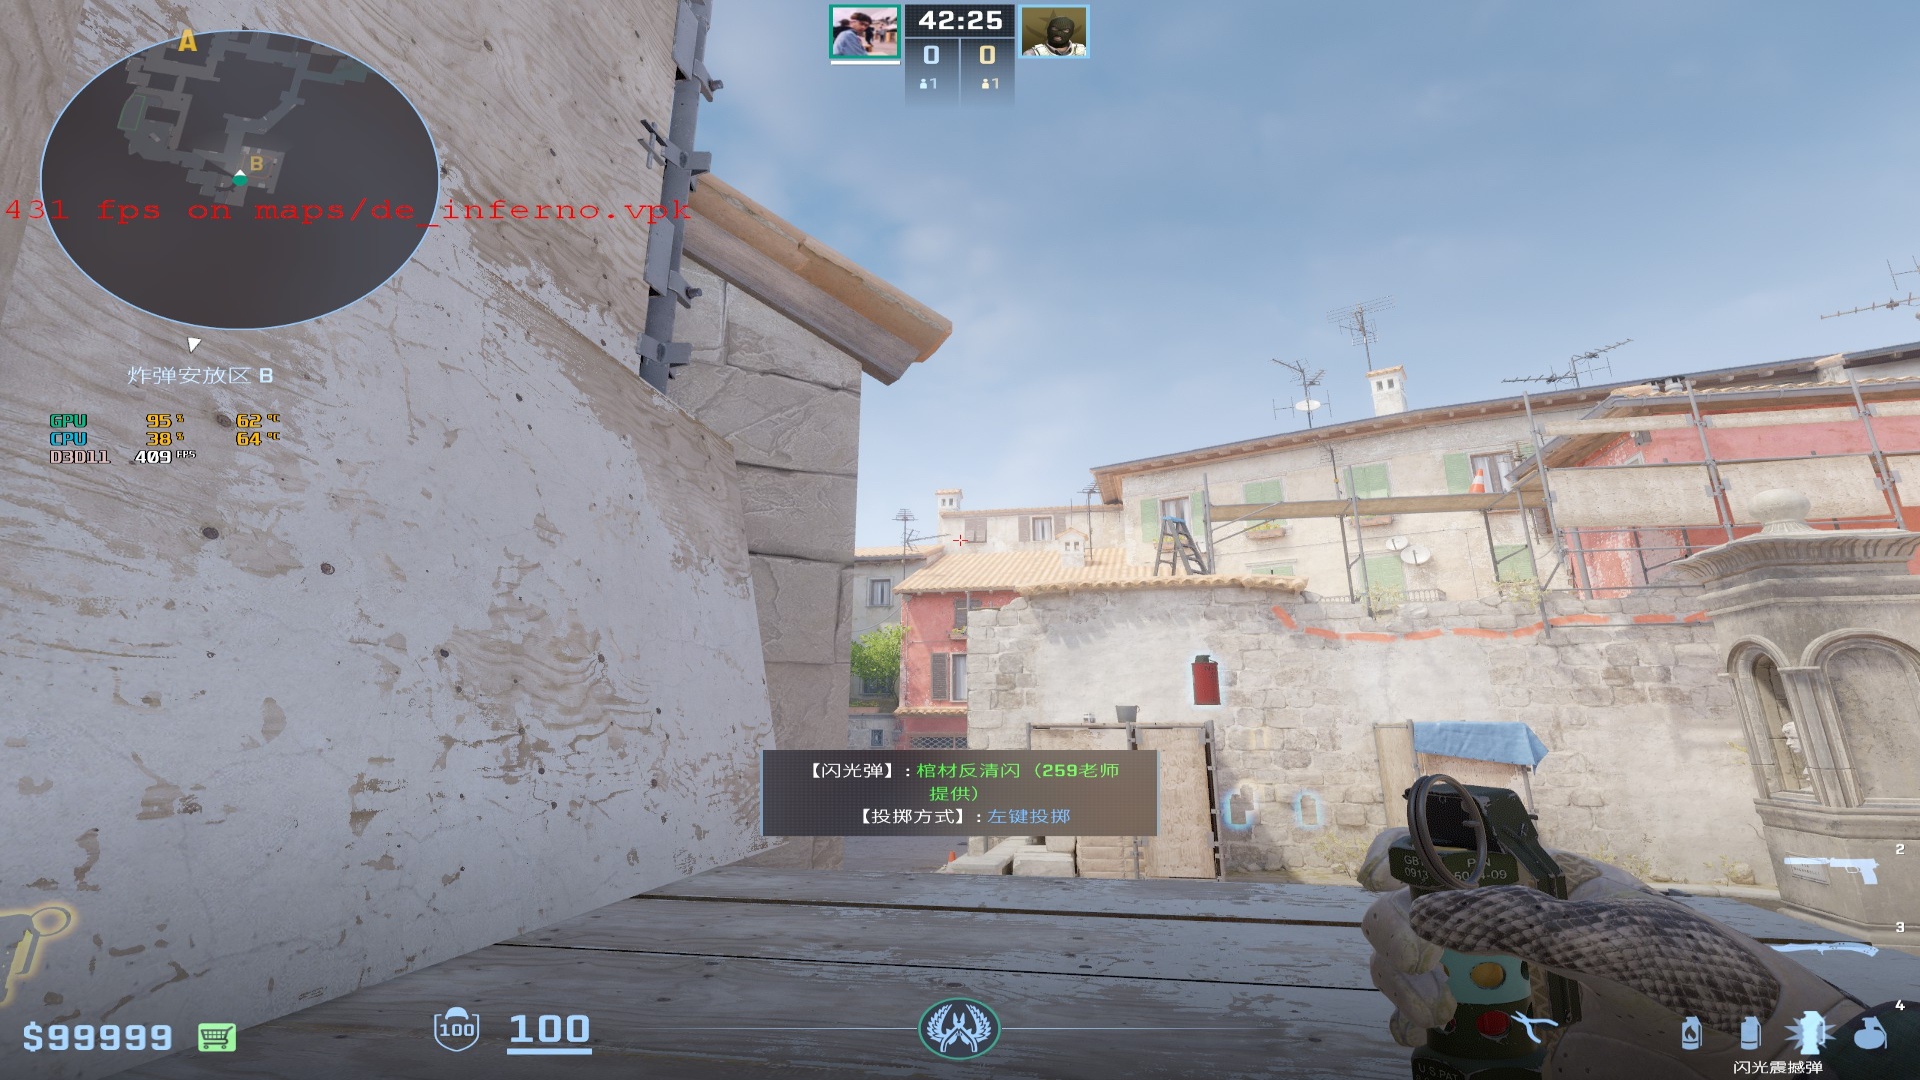 A
42:25
0 0
1 1
B
431 fps on maps/de_inferno.vpk
炸弹安放区 B
GPU 95 % 62 °C
CPU 38 % 64 °C
D3D11 409 FPS
【闪光弹】: 棺材反清闪（259老师
提供）
【投掷方式】: 左键投掷
2
3
4
$99999
100
100
闪光震撼弹